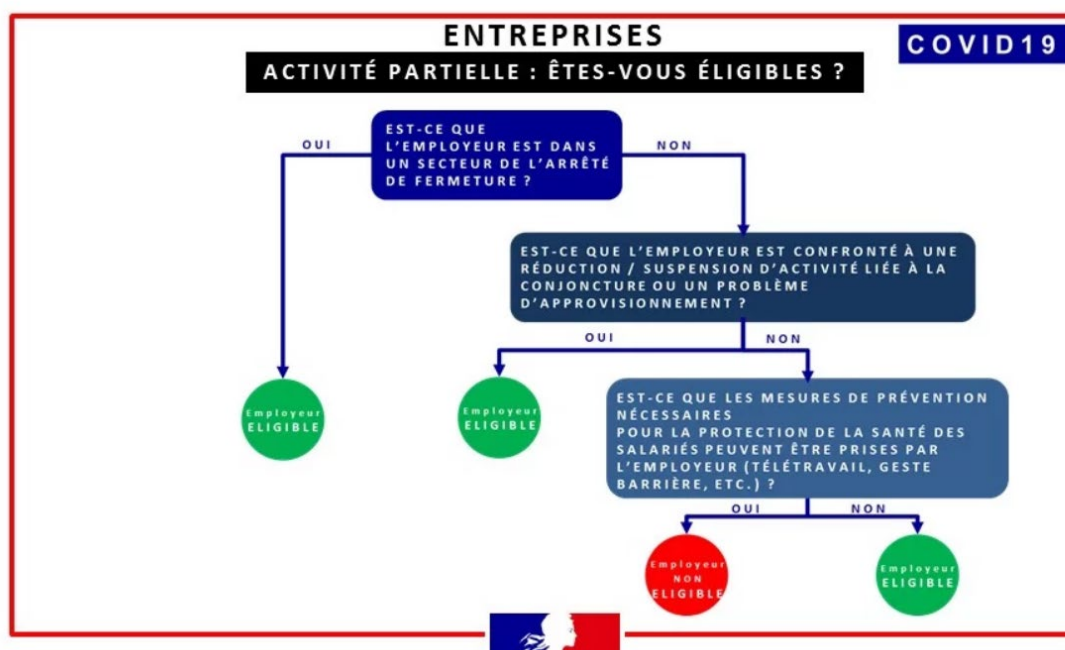 ENTREPRISES
COVID19
ACTIVITÉ PARTIELLE : ÊTES-VOUS ÉLIGIBLES ?
OUI
EST-CE QUE
L'EMPLOYEUR EST DANS
UN SECTEUR DE L'ARRÊTÉ
DE FERMETURE ?
NON
EST-CE QUE L'EMPLOYEUR EST CONFRONTÉ À UNE
RÉDUCTION / SUSPENSION D'ACTIVITÉ LIÉE À LA
CONJONCTURE OU UN PROBLÈME
D'APPROVISIONNEMENT ?
OUI
NON
Employeur
ELIGIBLE
Employeur
ELIGIBLE
EST-CE QUE LES MESURES DE PRÉVENTION
NÉCESSAIRES
POUR LA PROTECTION DE LA SANTÉ DES
SALARIÉS PEUVENT ÊTRE PRISES PAR
L'EMPLOYEUR (TÉLÉTRAVAIL, GESTE
BARRIÈRE, ETC.) ?
OUI
NON
Employeur
NON
ELIGIBLE
Employeur
ELIGIBLE